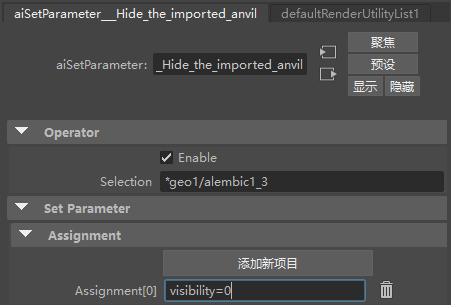 aiSetParameter__Hide_the_imported_anvil defaultRenderUtilityList1
聚焦
aiSetParameter: _Hide_the_imported_anvil
预设
显示 隐藏
Operator
Enable
Selection *geo1/alembic1_3
Set Parameter
Assignment
添加新项目
Assignment[0] visibility=0